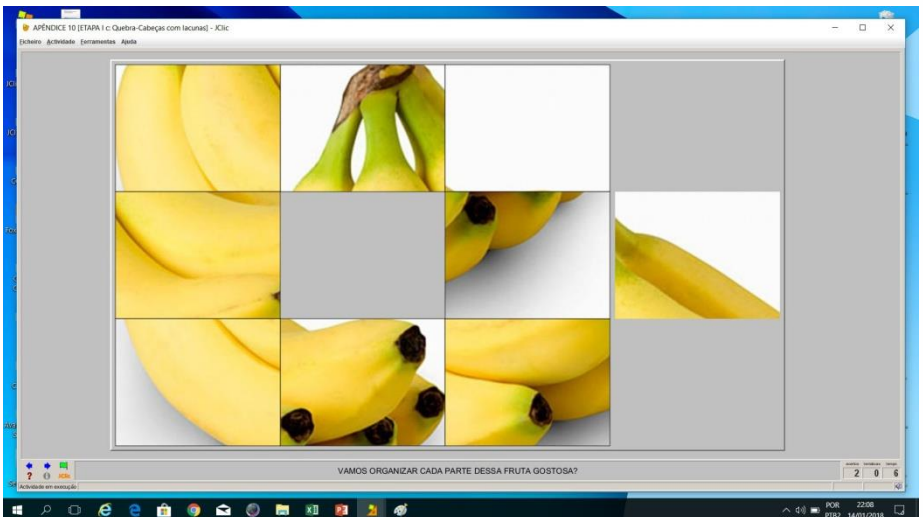 APÊNDICE 10 [ETAPA I c: Quebra-Cabeças com lacunas] - JClic
Ficheiro Actividade Ferramentas Ajuda
VAMOS ORGANIZAR CADA PARTE DESSA FRUTA GOSTOSA?
2 0 6
Actividade em execução
POR 22:08
PTB2 14/01/2018